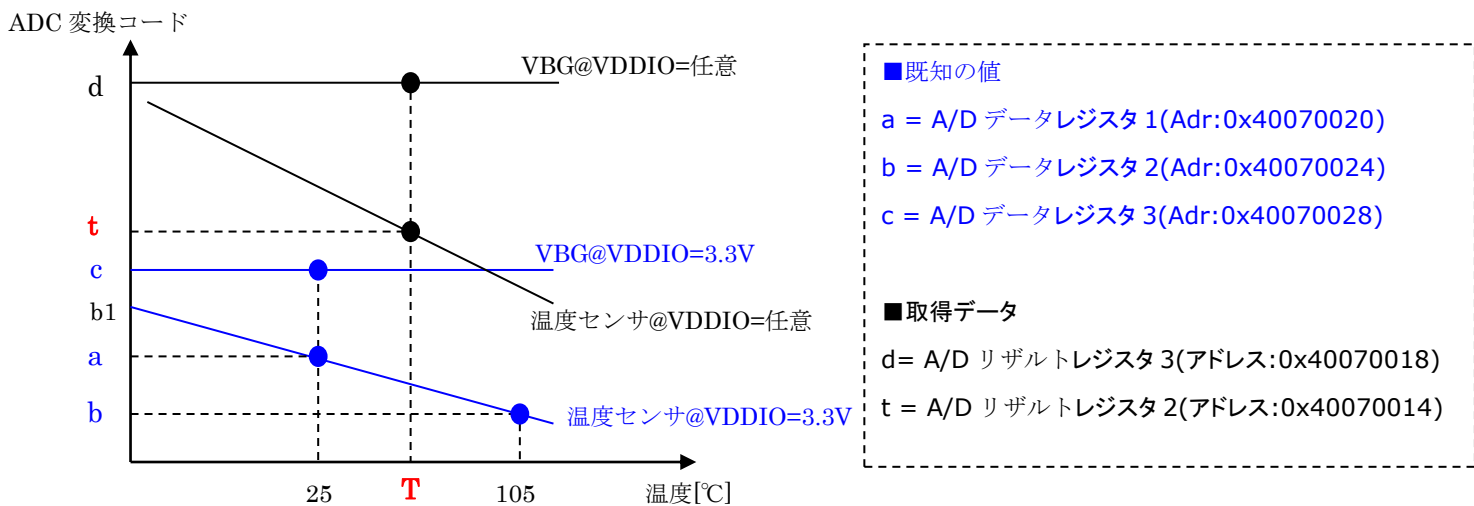 ADC 変換コード
d
VBG@VDDIO=任意
t
VBG@VDDIO=3.3V
c
b1
温度センサ@VDDIO=任意
a
b
温度センサ@VDDIO=3.3V
25
T
105
温度[℃]
■既知の値
a = A/D データレジスタ 1(Adr:0x40070020)
b = A/D データレジスタ 2(Adr:0x40070024)
c = A/D データレジスタ 3(Adr:0x40070028)
■取得データ
d= A/D リザルトレジスタ 3(アドレス:0x40070018)
t = A/D リザルトレジスタ 2(アドレス:0x40070014)